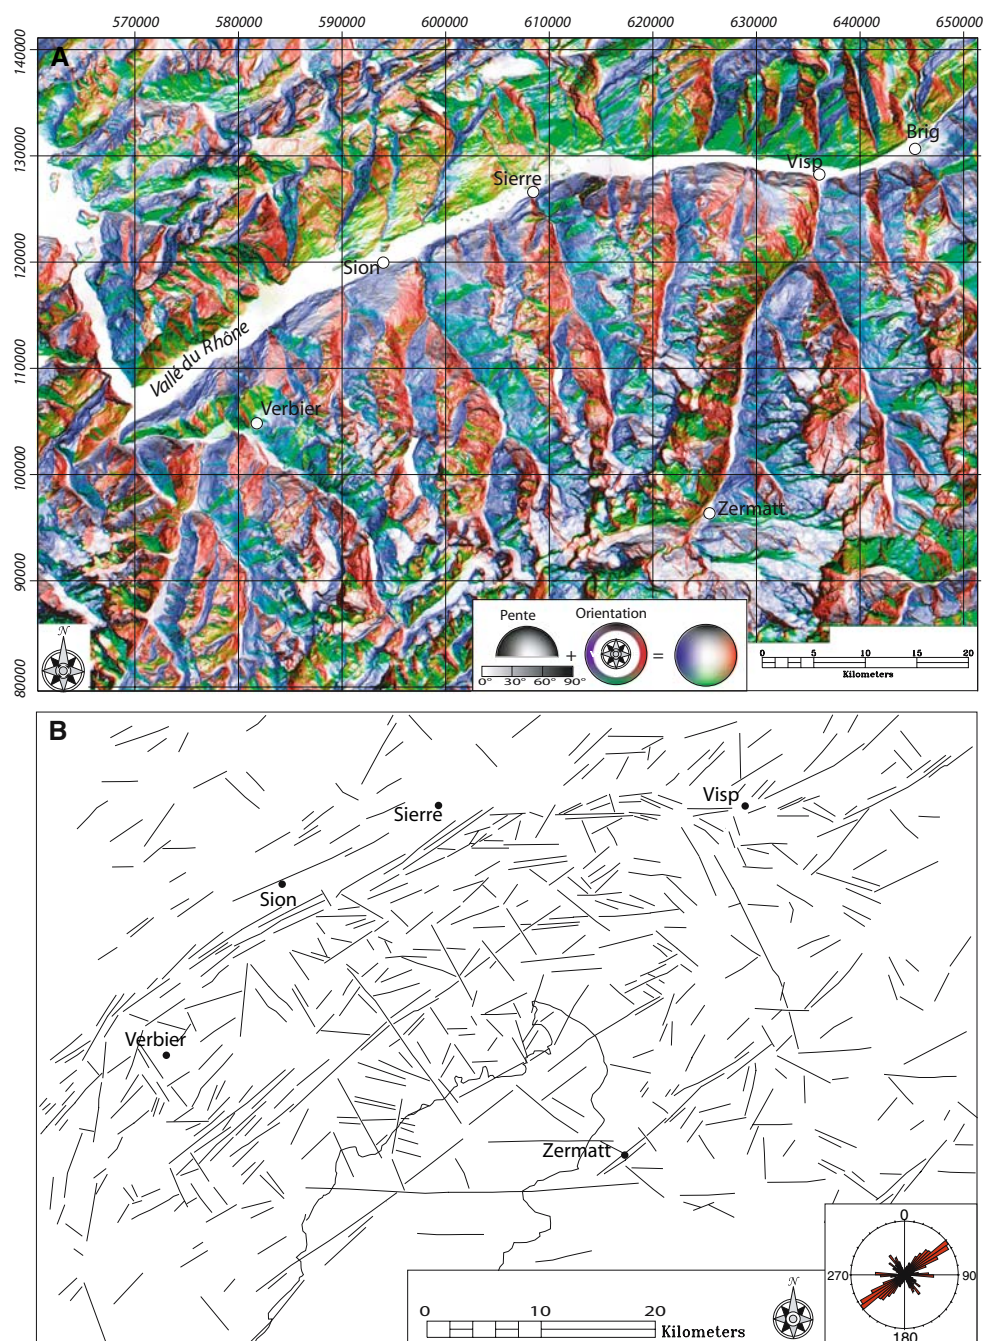 570000 580000 590000 600000 610000 620000 630000 640000 650000
A
140000
130000
120000
110000
100000
90000
80000
Brig
Visp
Sierre
Sion
Vallé du Rhône
Verbier
Zermatt
N
Pente
Orientation
+
=
0° 30° 60° 90°
0 5 10 15 20
Kilometers
B
Visp
Sierre
Sion
Verbier
Zermatt
0 10 20
Kilometers
N
0
270
90
180